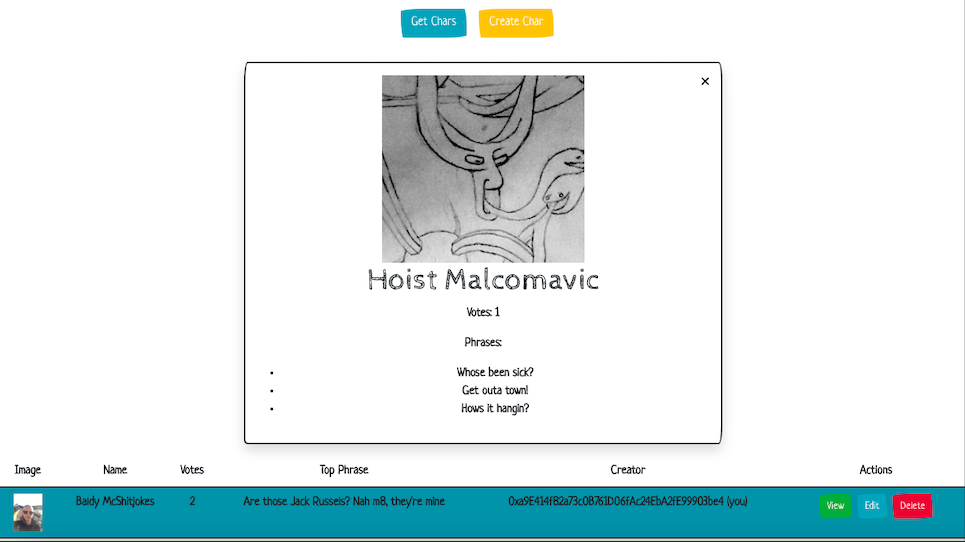 Get Chars Create Char
×
Hoist Malcomavic
Votes: 1
Phrases:
Whose been sick?
Get outa town!
Hows it hangin?
Image Name Votes Top Phrase Creator Actions
Baldy McShitjokes 2 Are those Jack Russels? Nah m8, they're mine 0xa9E414fB2a73c0B761D06fAc24EbA2fE99903be4 (you) View Edit Delete